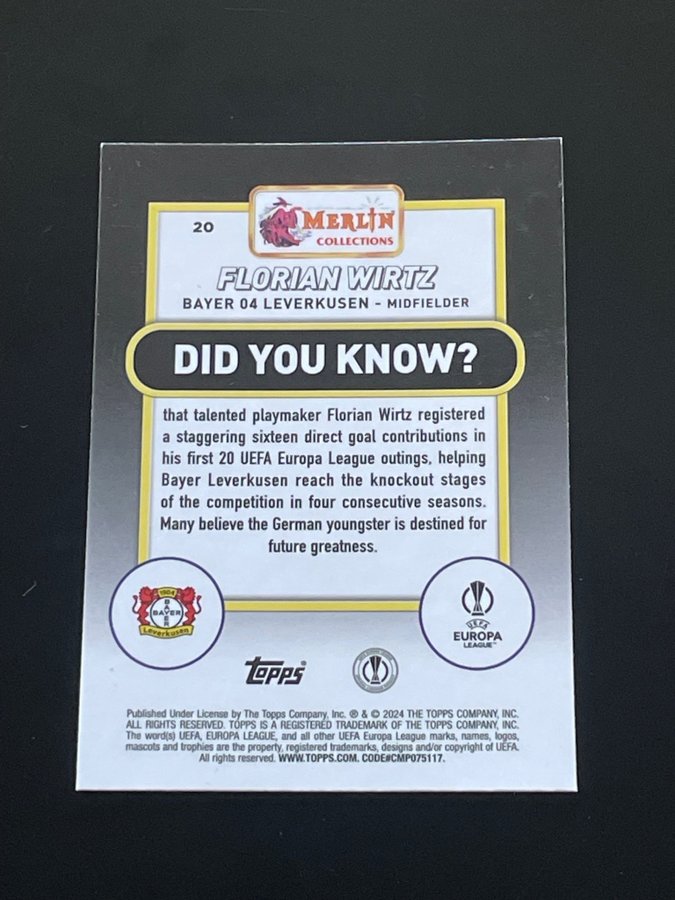 20
MERLIN
COLLECTIONS
FLORIAN WIRTZ
BAYER 04 LEVERKUSEN - MIDFIELDER
DID YOU KNOW?
that talented playmaker Florian Wirtz registered
a staggering sixteen direct goal contributions in
his first 20 UEFA Europa League outings, helping
Bayer Leverkusen reach the knockout stages
of the competition in four consecutive seasons.
Many believe the German youngster is destined for
future greatness.
1904
BAYER
BAYER
Leverkusen
UEFA
EUROPA
LEAGUE™
Topps®
Published Under License by The Topps Company, Inc. ® & © 2024 THE TOPPS COMPANY, INC.
ALL RIGHTS RESERVED. TOPPS IS A REGISTERED TRADEMARK OF THE TOPPS COMPANY, INC.
The word(s) UEFA, EUROPA LEAGUE, and all other UEFA Europa League marks, names, logos,
mascots and trophies are the property, registered trademarks, designs and/or copyright of UEFA.
All rights reserved. WWW.TOPPS.COM. CODE#CMP075117.